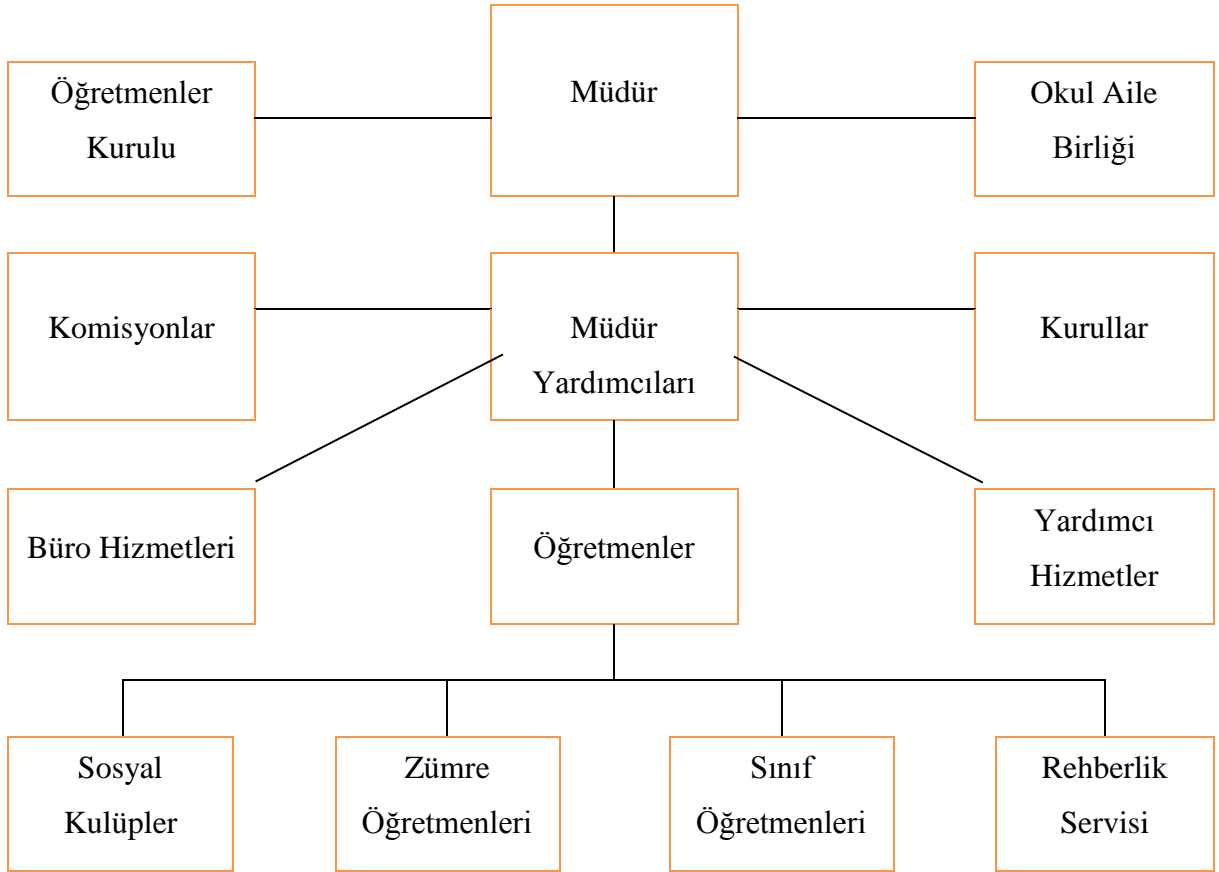 Öğretmenler
Kurulu
Müdür
Okul Aile
Birliği
Komisyonlar
Müdür
Yardımcıları
Kurullar
Büro Hizmetleri
Öğretmenler
Yardımcı
Hizmetler
Sosyal
Kulüpler
Zümre
Öğretmenleri
Sınıf
Öğretmenleri
Rehberlik
Servisi